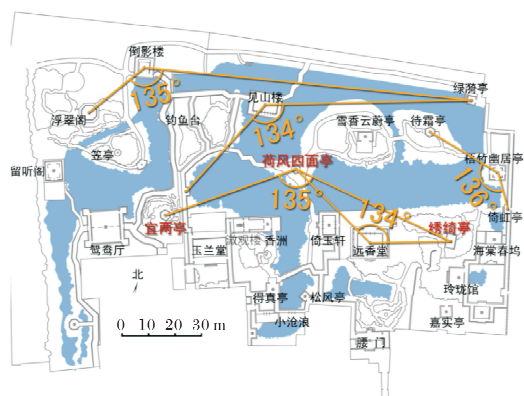 倒影楼
135°
浮翠阁
钓鱼台
笠亭
留听阁
见山楼
134°
雪香云蔚亭
待霜亭
绿漪亭
荷风四面亭
135°
134°
梧竹幽居亭
136°
倚虹亭
宜两亭
绣绮亭
鸳鸯厅
玉兰堂
香洲
倚玉轩
远香堂
海棠春坞
北
得真亭
松风亭
玲珑馆
小沧浪
嘉实亭
腰门
0 10 20 30 m